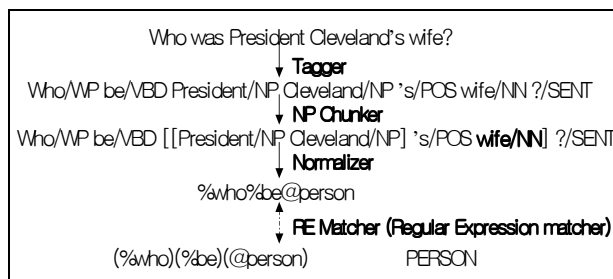 Who was President Cleveland's wife?
Tagger
Who/WP be/VBD President/NP Cleveland/NP 's/POS wife/NN ?/SENT
NP Chunker
Who/WP be/VBD [[President/NP Cleveland/NP] 's/POS wife/NN] ?/SENT
Normalizer
%who%be@person
RE Matcher (Regular Expression matcher)
(%who)(%be)(@person) PERSON